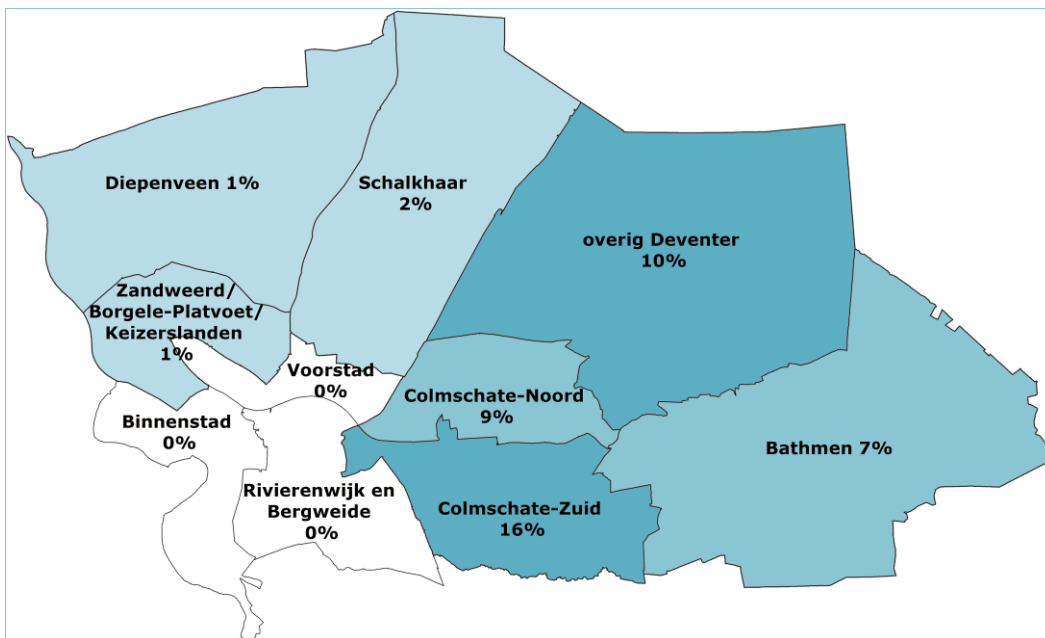 Diepenveen 1%
Schalkhaar
2%
overig Deventer
10%
Zandweerd/
Borgele-Platvoet/
Keizerslanden
1%
Voorstad
0%
Colmschate-Noord
9%
Binnenstad
0%
Bathmen 7%
Rivierenwijk en
Bergweide
0%
Colmschate-Zuid
16%